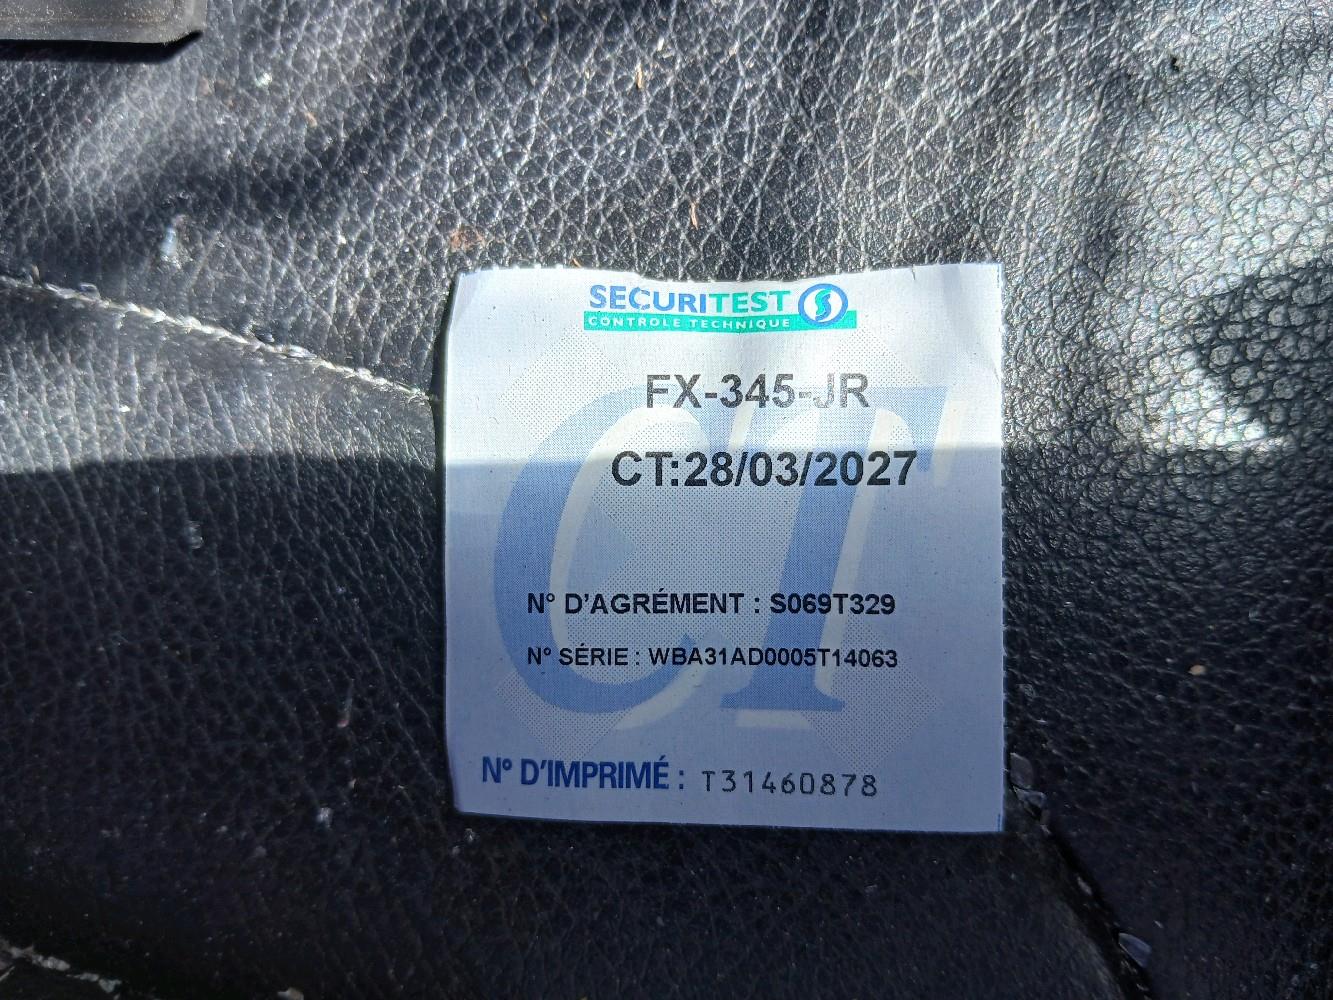 SECURITEST
CONTROLE TECHNIQUE
FX-345-JR
CT:28/03/2027
N° D'AGRÉMENT : S069T329
N° SÉRIE : WBA31AD0005T14063
N° D'IMPRIMÉ : T31460878
CT